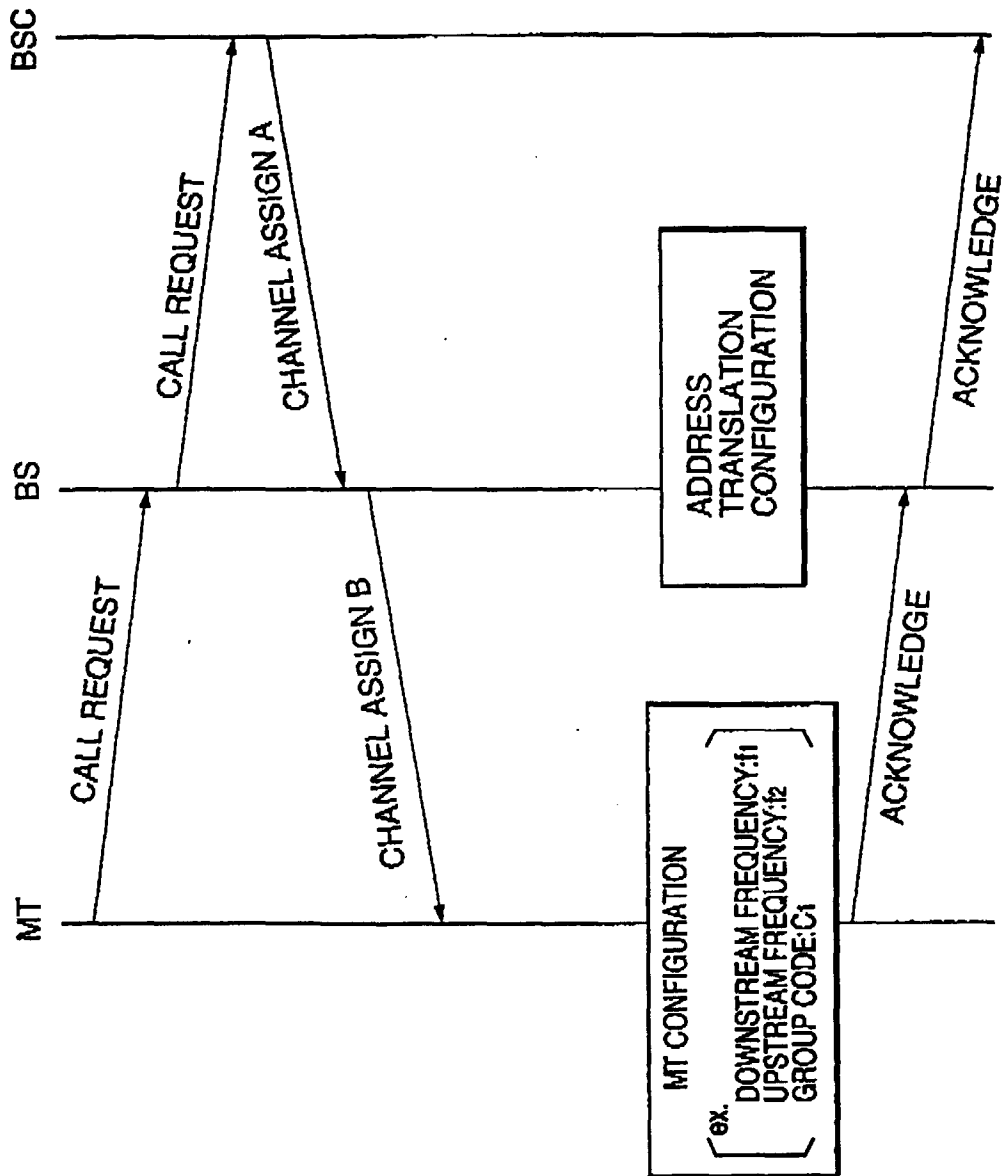 MT
BS
BSC
CALL REQUEST
CALL REQUEST
CHANNEL ASSIGN A
CHANNEL ASSIGN B
MT CONFIGURATION
ex.
DOWNSTREAM FREQUENCY:f1
UPSTREAM FREQUENCY:f2
GROUP CODE:C1
ADDRESS
TRANSLATION
CONFIGURATION
ACKNOWLEDGE
ACKNOWLEDGE